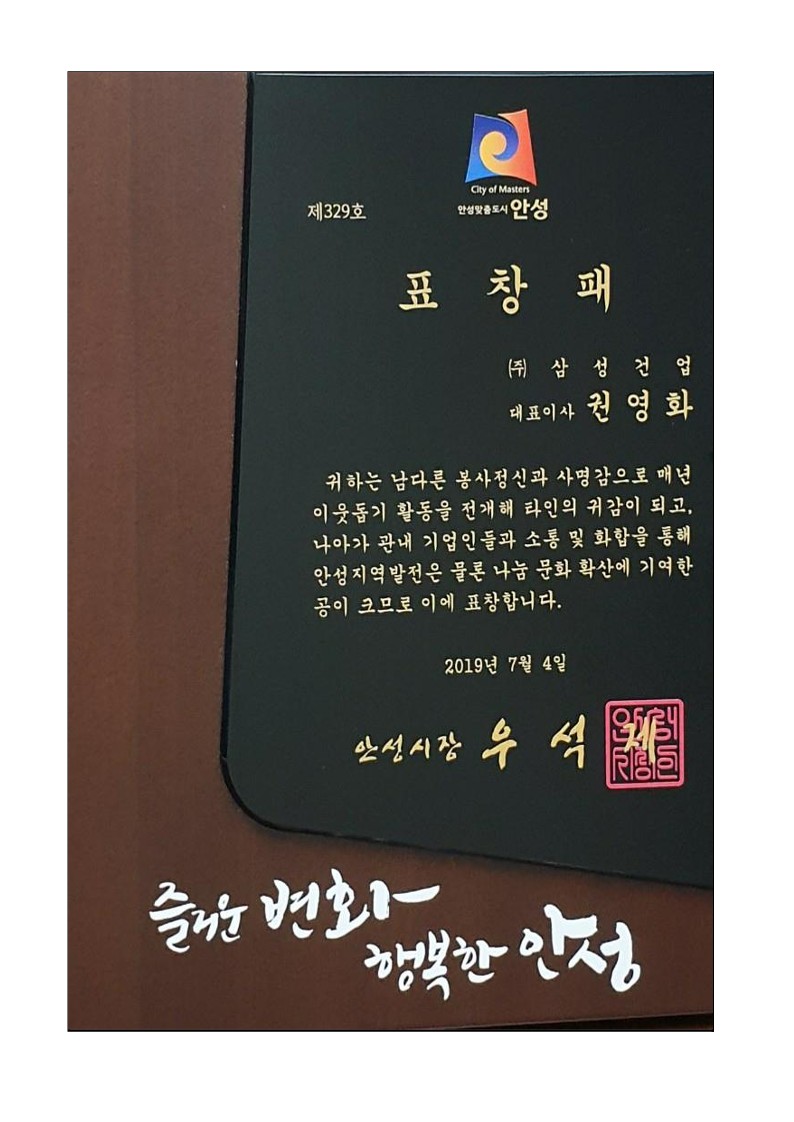 City of Masters
안성맞춤도시 안성
제329호
표 창 패
㈜ 삼 성 건 업
대표이사 권 영 화
귀하는 남다른 봉사정신과 사명감으로 매년
이웃돕기 활동을 전개해 타인의 귀감이 되고,
나아가 관내 기업인들과 소통 및 화합을 통해
안성지역발전은 물론 나눔 문화 확산에 기여한
공이 크므로 이에 표창합니다.
2019년 7월 4일
안성시장 우 석 제
즐거운 변화
행복한 안성